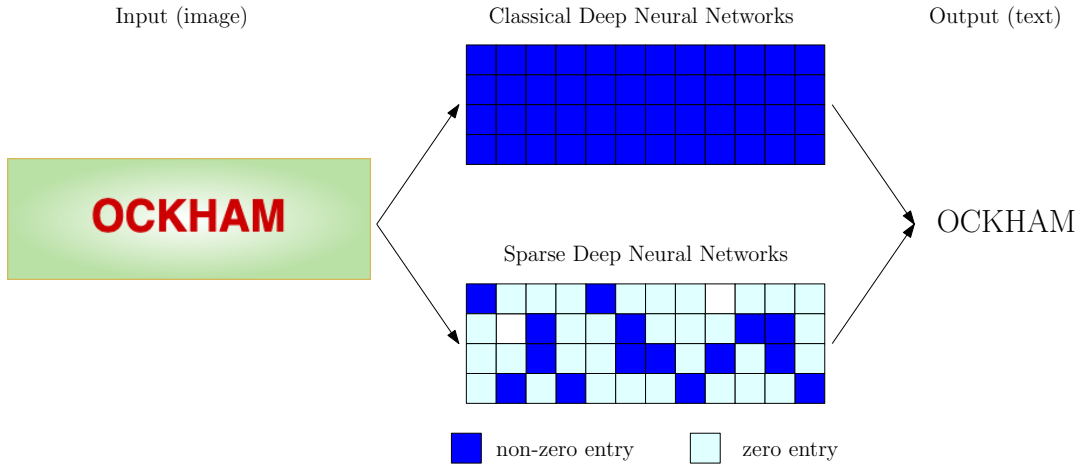 Input (image)
Classical Deep Neural Networks
Output (text)
OCKHAM
OCKHAM
Sparse Deep Neural Networks
non-zero entry
zero entry